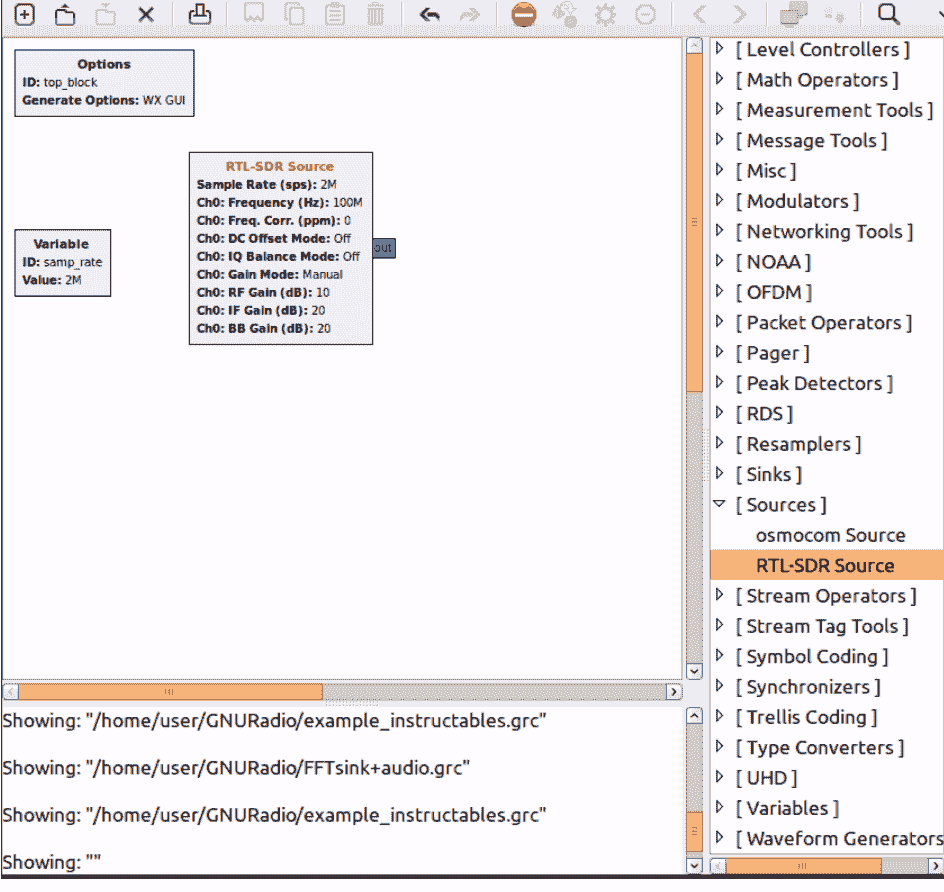 Options
ID: top_block
Generate Options: WX GUI
RTL-SDR Source
Sample Rate (sps): 2M
Ch0: Frequency (Hz): 100M
Ch0: Freq. Corr. (ppm): 0
Ch0: DC Offset Mode: Off
Ch0: IQ Balance Mode: Off
Ch0: Gain Mode: Manual
Ch0: RF Gain (dB): 10
Ch0: IF Gain (dB): 20
Ch0: BB Gain (dB): 20
out
Variable
ID: samp_rate
Value: 2M
[ Level Controllers ]
[ Math Operators ]
[ Measurement Tools ]
[ Message Tools ]
[ Misc ]
[ Modulators ]
[ Networking Tools ]
[ NOAA ]
[ OFDM ]
[ Packet Operators ]
[ Pager ]
[ Peak Detectors ]
[ RDS ]
[ Resamplers ]
[ Sinks ]
[ Sources ]
osmocom Source
RTL-SDR Source
[ Stream Operators ]
[ Stream Tag Tools ]
[ Symbol Coding ]
[ Synchronizers ]
[ Trellis Coding ]
[ Type Converters ]
[ UHD ]
[ Variables ]
[ Waveform Generators
Showing: "/home/user/GNURadio/example_instructables.grc"
Showing: "/home/user/GNURadio/FFTsink+audio.grc"
Showing: "/home/user/GNURadio/example_instructables.grc"
Showing: ""